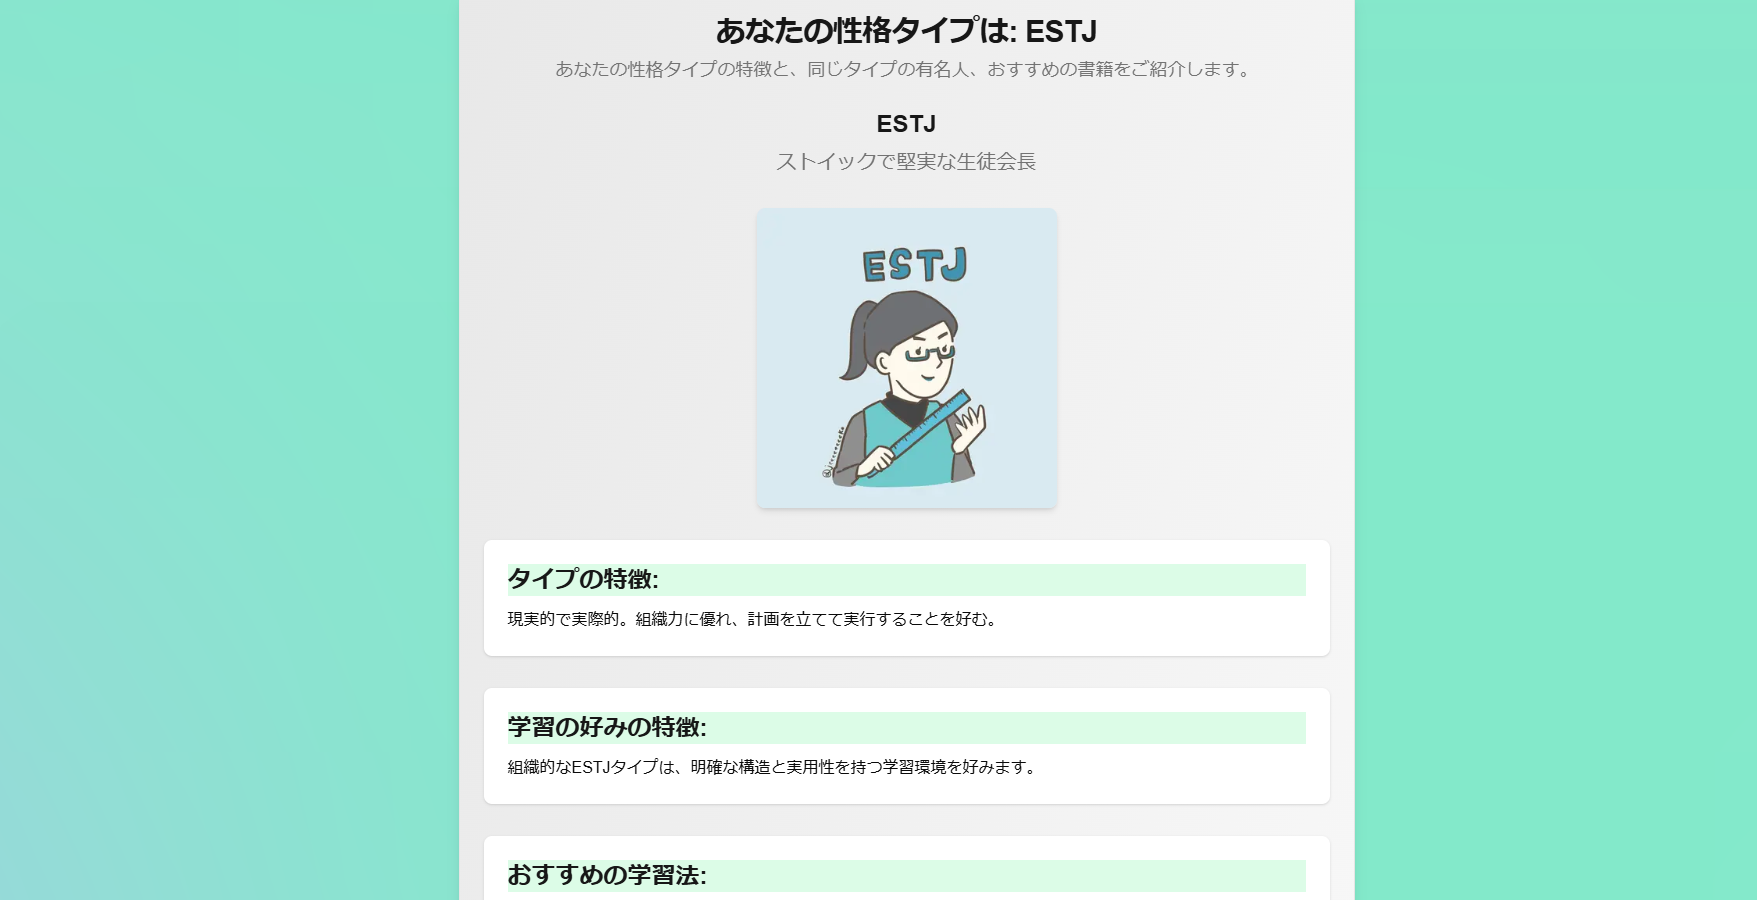 あなたの性格タイプは: ESTJ
あなたの性格タイプの特徴と、同じタイプの有名人、おすすめの書籍をご紹介します。
ESTJ
ストイックで堅実な生徒会長
ESTJ
タイプの特徴:
現実的で実際的。組織力に優れ、計画を立てて実行することを好む。
学習の好みの特徴:
組織的なESTJタイプは、明確な構造と実用性を持つ学習環境を好みます。
おすすめの学習法: